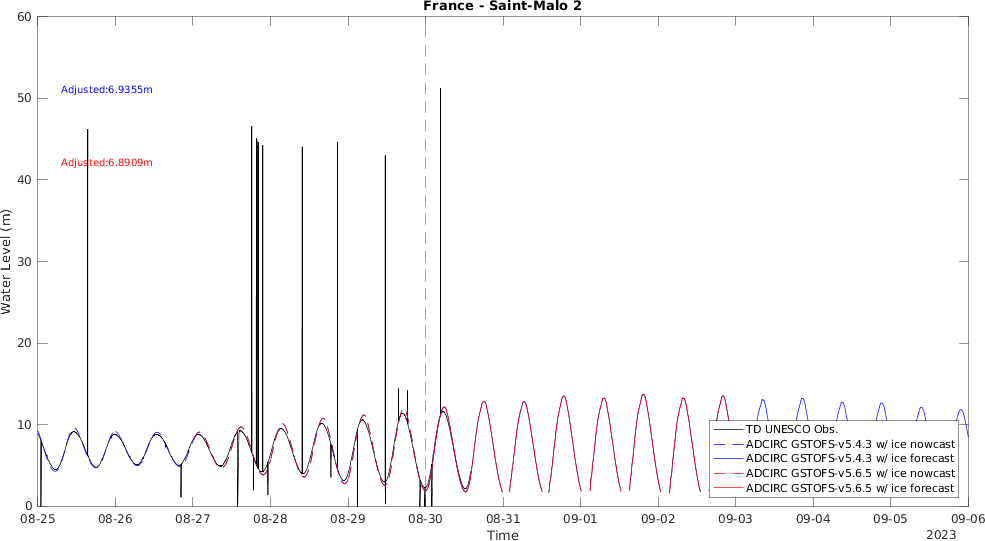 France - Saint-Malo 2
60
50
40
30
20
10
0
Water Level (m)
Adjusted:6.9355m
Adjusted:6.8909m
TD UNESCO Obs.
ADCIRC GSTOFS-v5.4.3 w/ ice nowcast
ADCIRC GSTOFS-v5.4.3 w/ ice forecast
ADCIRC GSTOFS-v5.6.5 w/ ice nowcast
ADCIRC GSTOFS-v5.6.5 w/ ice forecast
08-25 08-26 08-27 08-28 08-29 08-30 08-31 09-01 09-02 09-03 09-04 09-05 09-06
Time
2023